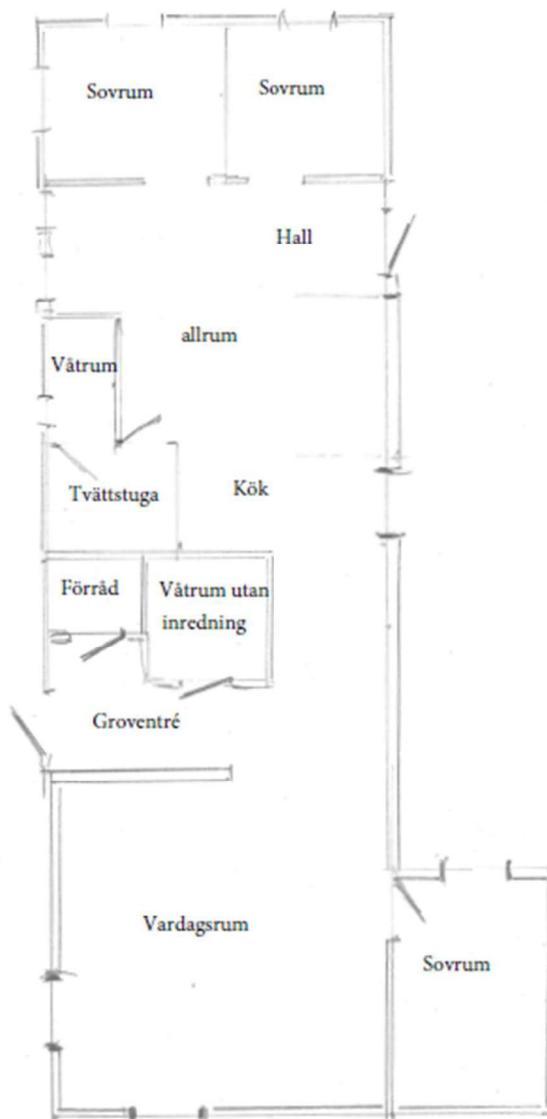 Sovrum
Sovrum
Hall
allrum
Våtrum
Tvättstuga
Kök
Förråd
Våtrum utan
inredning
Groventré
Vardagsrum
Sovrum